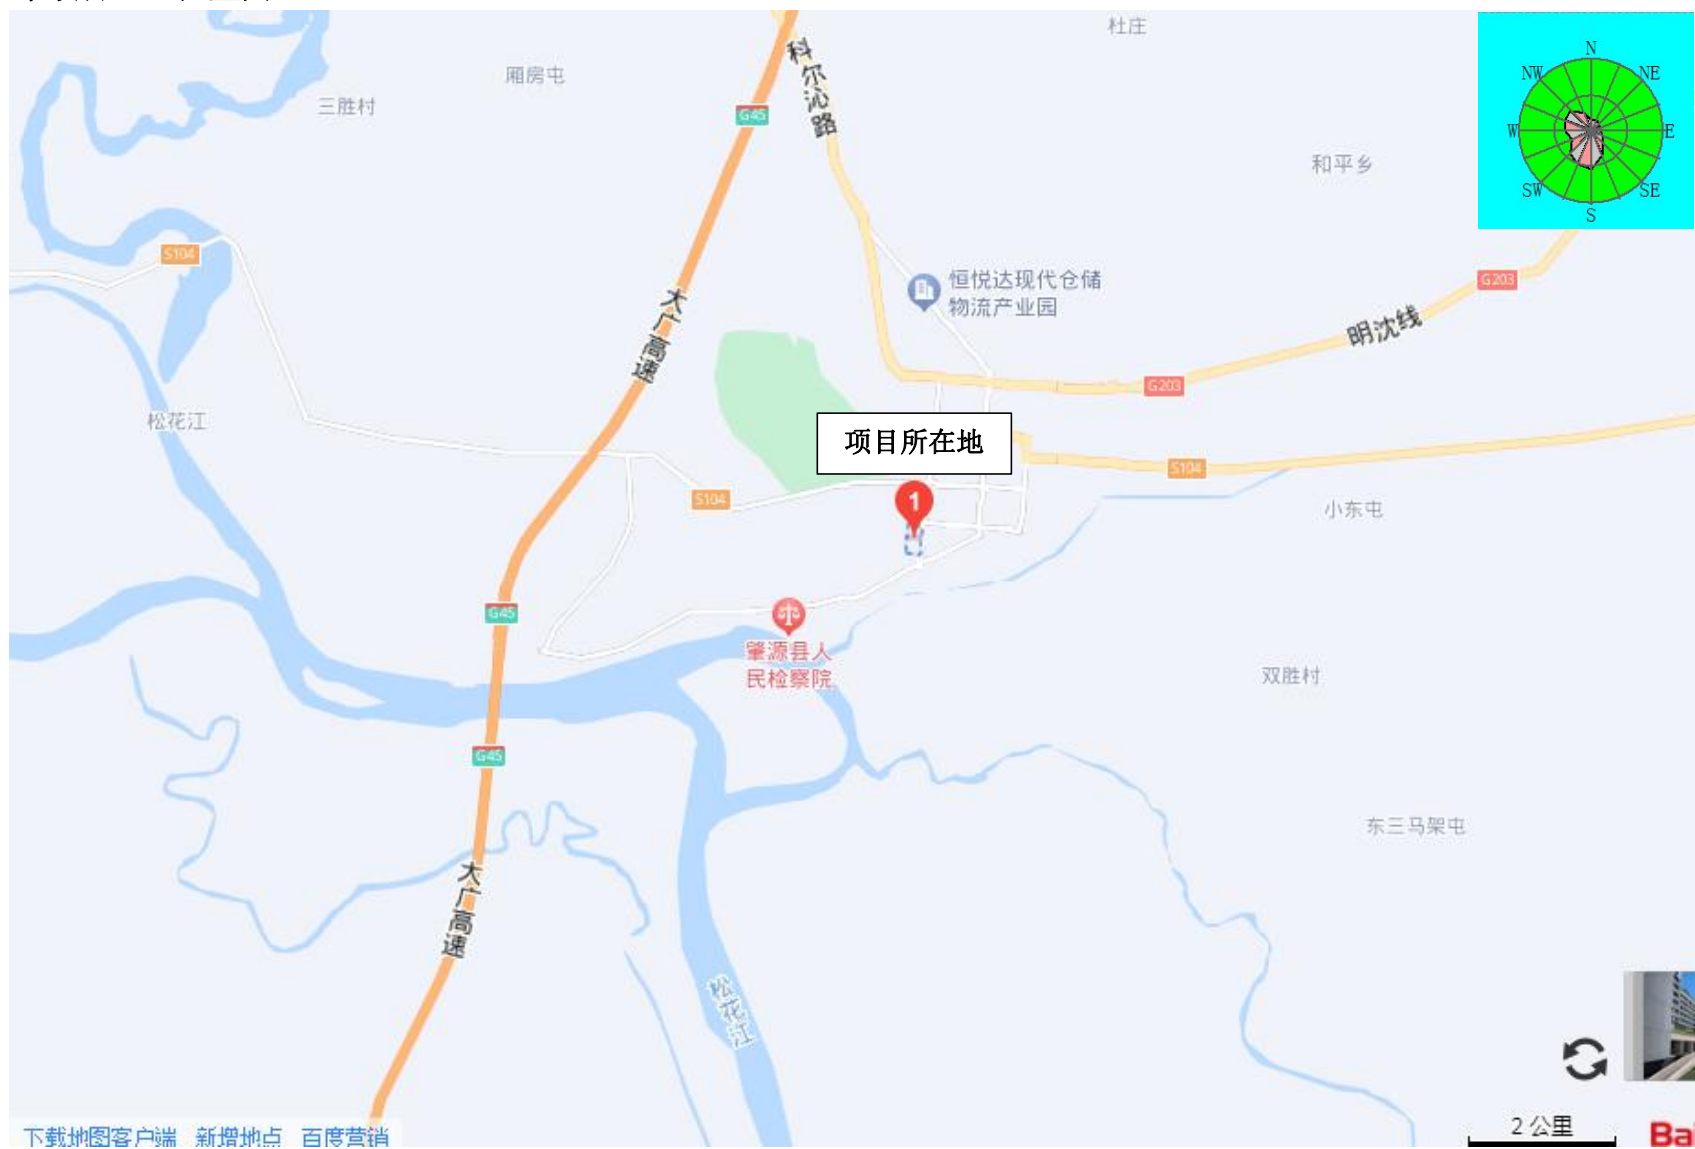 杜庄
N
科尔沁路
厢房屯
NW
NE
三胜村
G45
W
E
和平乡
SW
SE
S
S104
恒悦达现代仓储
物流产业园
G203
大广高速
明沈线
G203
松花江
项目所在地
S104
S104
1
小东屯
G45
肇源县人
民检察院
双胜村
G45
东三马架屯
大广高速
松花江
2 公里
下载地图客户端 新增地点 百度营销
Bai